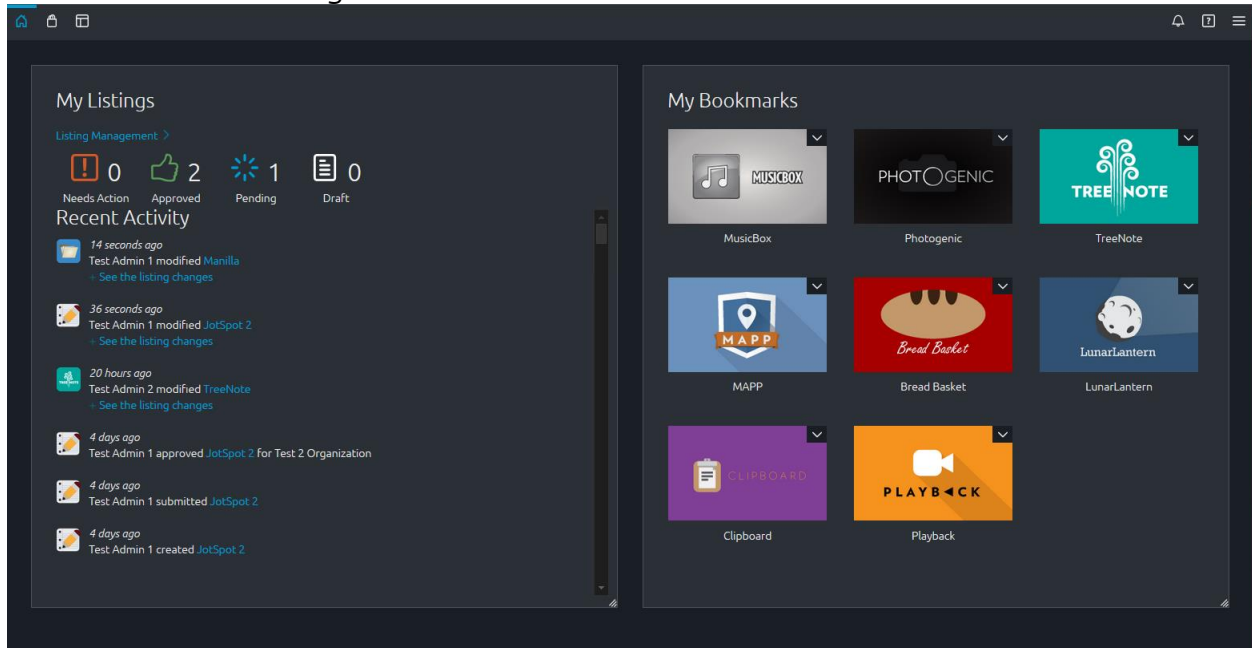 My Listings
Listing Management >
0 2 1 0
Needs Action Approved Pending Draft
Recent Activity
14 seconds ago
Test Admin 1 modified Manilla
+ See the listing changes
36 seconds ago
Test Admin 1 modified JotSpot 2
+ See the listing changes
20 hours ago
Test Admin 2 modified TreeNote
+ See the listing changes
4 days ago
Test Admin 1 approved JotSpot 2 for Test 2 Organization
4 days ago
Test Admin 1 submitted JotSpot 2
4 days ago
Test Admin 1 created JotSpot 2
My Bookmarks
MUSICBOX PHOTOGENIC TREE NOTE
MusicBox Photogenic TreeNote
MAPP Bread Basket LunarLantern
MAPP Bread Basket LunarLantern
CLIPBOARD PLAYBACK
Clipboard Playback